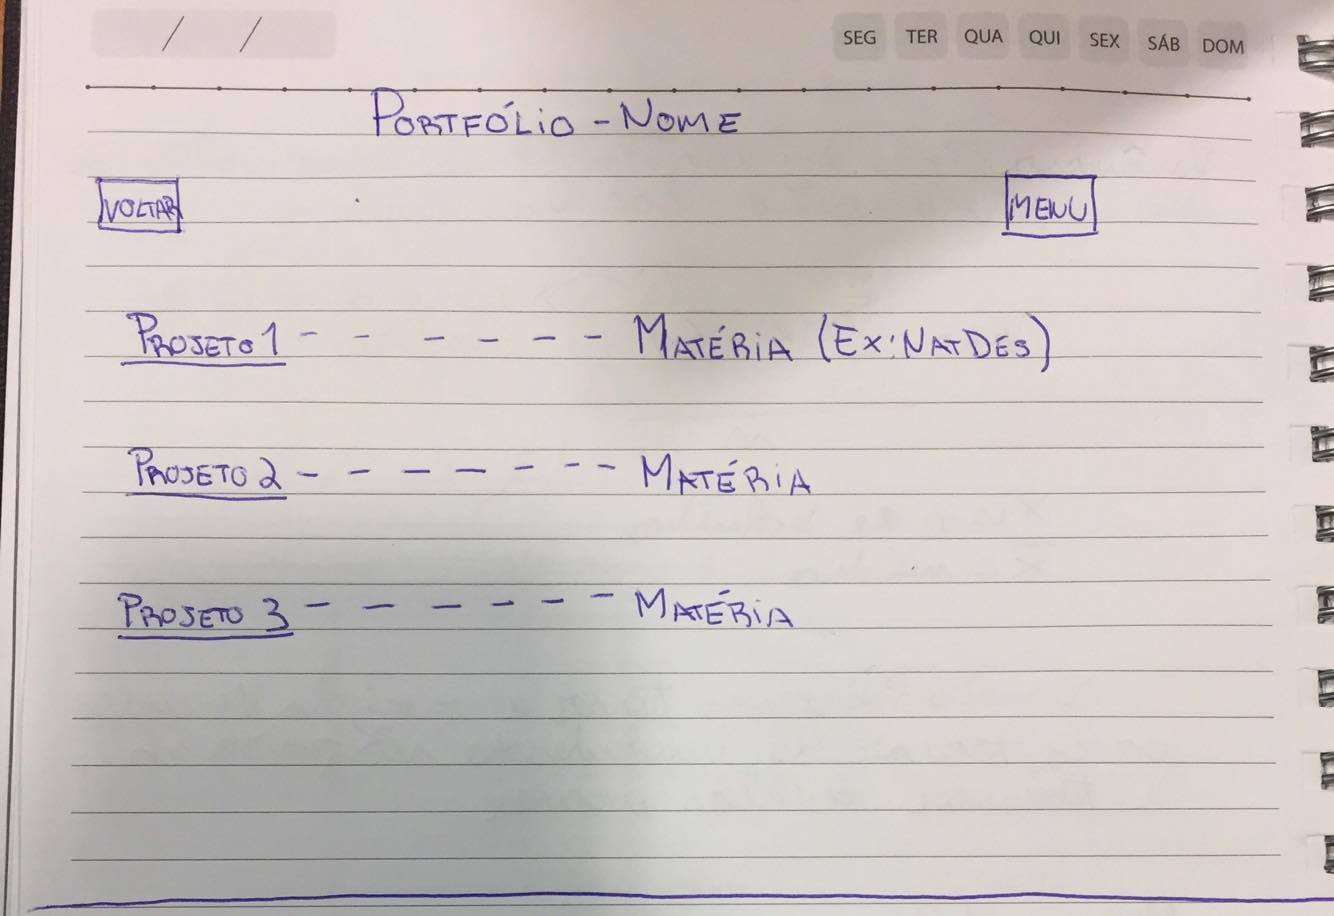 / / SEG TER QUA QUI SEX SÁB DOM
PORTFÓLIO - NOME
VOLTAR MENU
PROJETO 1 - - - - - - - MATÉRIA (EX: NATDES)
PROJETO 2 - - - - - - - MATÉRIA
PROJETO 3 - - - - - - MATÉRIA